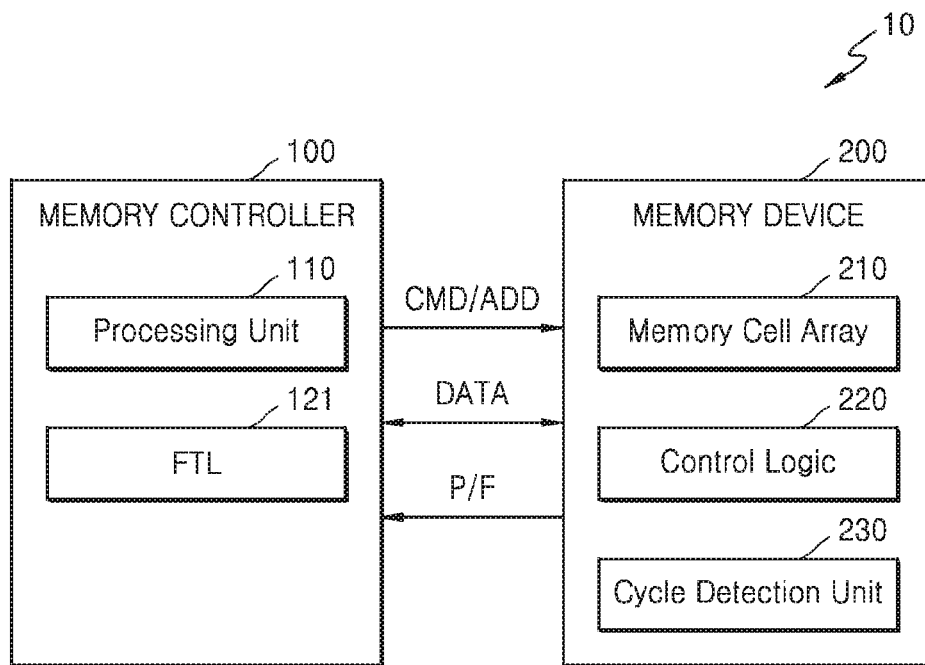 10
100
200
MEMORY CONTROLLER
MEMORY DEVICE
110
210
CMD/ADD
Processing Unit
Memory Cell Array
121
DATA
220
FTL
Control Logic
P/F
230
Cycle Detection Unit